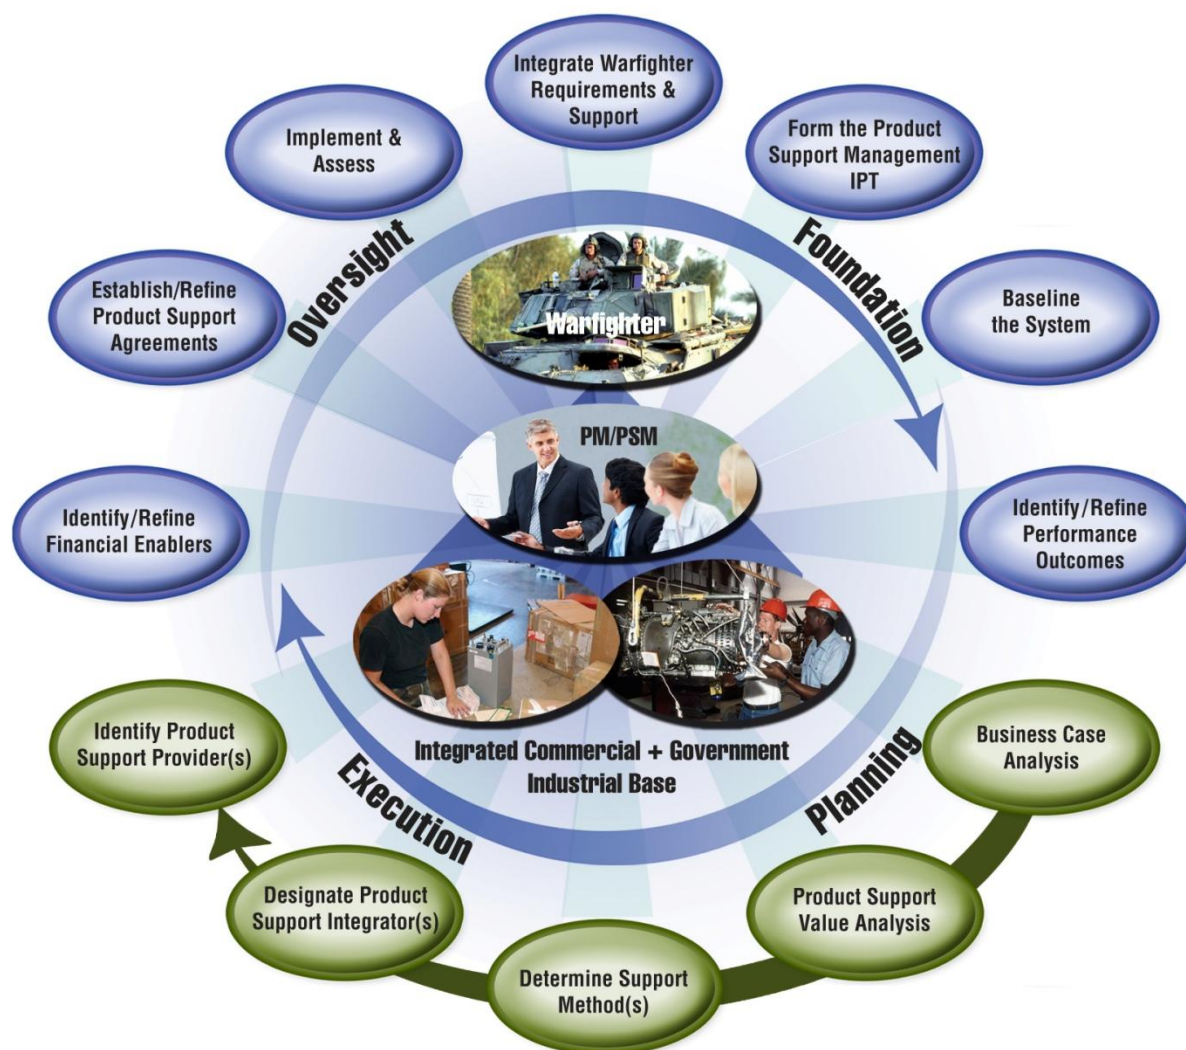 Integrate Warfighter
Requirements &
Support
Form the Product
Support Management
IPT
Baseline
the System
Identify/Refine
Performance
Outcomes
Business Case
Analysis
Product Support
Value Analysis
Determine Support
Method(s)
Designate Product
Support Integrator(s)
Identify Product
Support Provider(s)
Identify/Refine
Financial Enablers
Establish/Refine
Product Support
Agreements
Implement &
Assess
Oversight
Foundation
Planning
Execution
Warfighter
PM/PSM
Integrated Commercial + Government
Industrial Base